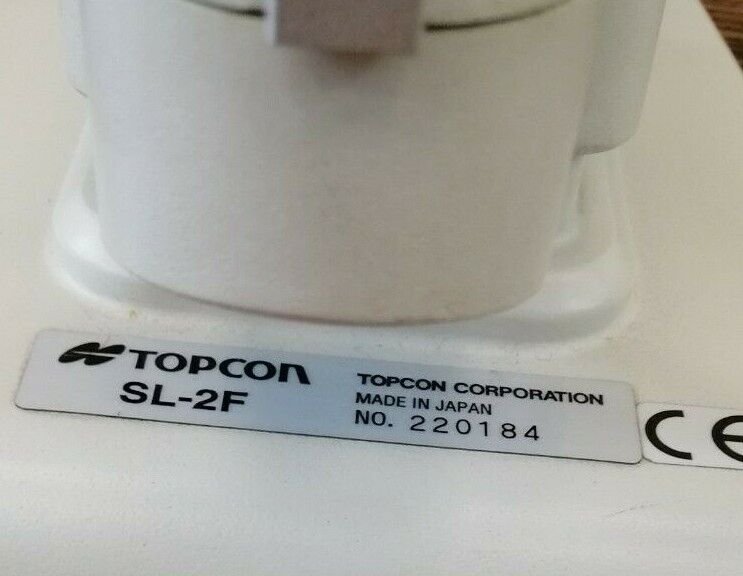 TOPCON
SL-2F
TOPCON CORPORATION
MADE IN JAPAN
NO. 220184
CE